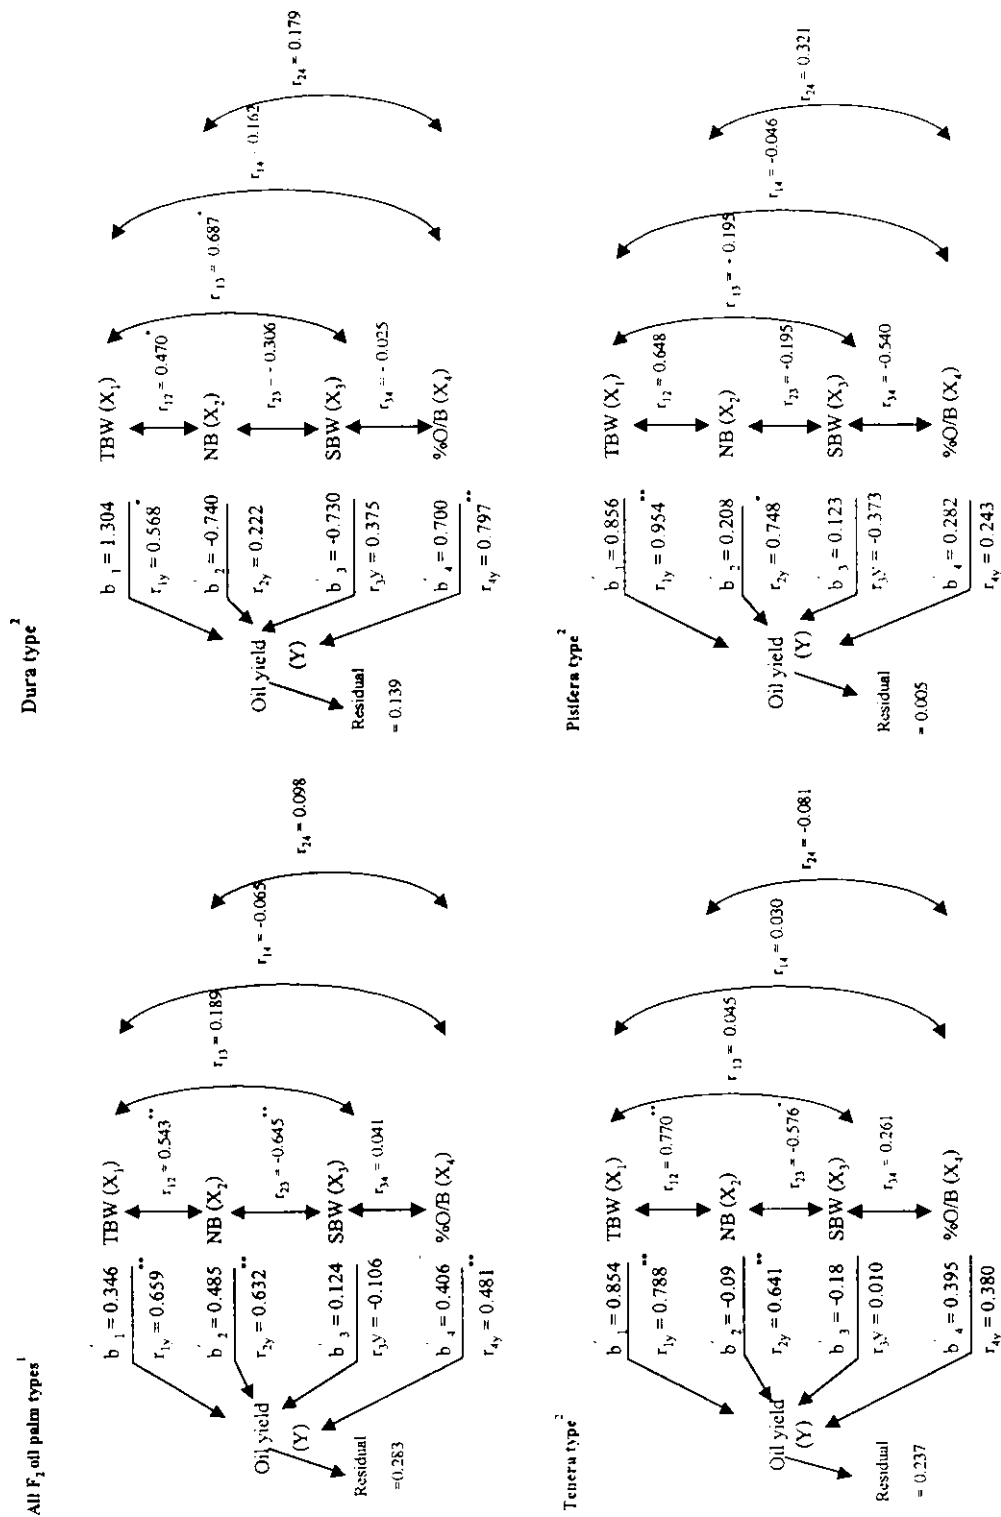 All F₂ oil palm types¹
b'₁ = 0.346
r₁y = 0.659**
b'₂ = 0.485
r₂y = 0.632**
b'₃ = 0.124
r₃y = -0.106
b'₄ = 0.406
r₄y = 0.481**
Oil yield
(Y)
Residual
=0.283
TBW (X₁)
r₁₂ = 0.543**
NB (X₂)
r₂₃ = -0.645**
SBW (X₃)
r₃₄ = 0.041
%O/B (X₄)
r₁₃ = 0.189
r₁₄ = -0.065
r₂₄ = 0.098
Dura type²
b'₁ = 1.304
r₁y = 0.568*
b'₂ = -0.740
r₂y = 0.222
b'₃ = -0.730
r₃y = 0.375
b'₄ = 0.700
r₄y = 0.797**
Oil yield
(Y)
Residual
= 0.139
TBW (X₁)
r₁₂ = 0.470*
NB (X₂)
r₂₃ = - 0.306
SBW (X₃)
r₃₄ = - 0.025
%O/B (X₄)
r₁₃ = 0.687*
r₁₄ 0.162
r₂₄ = 0.179
Tenera type²
b'₁ = 0.854
r₁y = 0.788**
b'₂ = -0.09
r₂y = 0.641**
b'₃ = -0.18
r₃y = 0.010
b'₄ = 0.395
r₄y = 0.380
Oil yield
(Y)
Residual
= 0.237
TBW (X₁)
r₁₂ = 0.770**
NB (X₂)
r₂₃ = -0.576*
SBW (X₃)
r₃₄ = 0.261
%O/B (X₄)
r₁₃ = 0.045
r₁₄ = 0.030
r₂₄ = -0.081
Pisifera type²
b'₁ = 0.856
r₁y = 0.954**
b'₂ = 0.208
r₂y = 0.748*
b'₃ = 0.123
r₃y = -0.373
b'₄ = 0.282
r₄y = 0.243
Oil yield
(Y)
Residual
= 0.005
TBW (X₁)
r₁₂ = 0.648
NB (X₂)
r₂₃ = -0.195
SBW (X₃)
r₃₄ = -0.540
%O/B (X₄)
r₁₃ = - 0.195
r₁₄ = -0.046
r₂₄ = 0.321